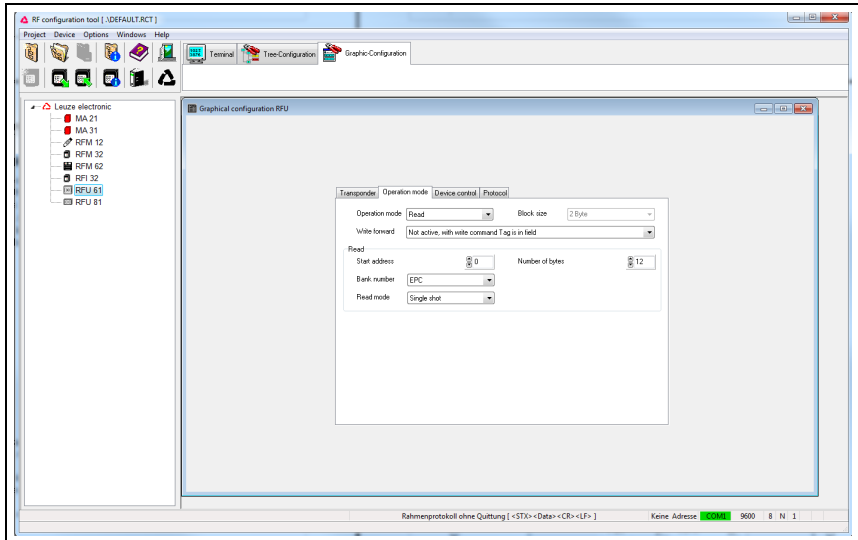 RF configuration tool [ .\DEFAULT.RCT ]
Project Device Options Windows Help
Terminal Tree-Configuration Graphic-Configuration
Leuze electronic
MA 21
MA 31
RFM 12
RFM 32
RFM 62
RFI 32
RFU 61
RFU 81
Graphical configuration RFU
Transponder Operation mode Device control Protocol
Operation mode Read Block size 2 Byte
Write forward Not active, with write command Tag is in field
Read
Start address 0 Number of bytes 12
Bank number EPC
Read mode Single shot
Rahmenprotokoll ohne Quittung [ <STX> <Data> <CR> <LF> ] Keine Adresse COM1 9600 8 N 1